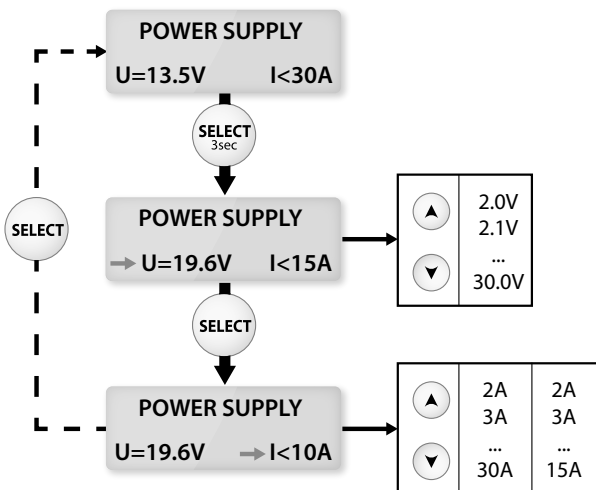 POWER SUPPLY
U=13.5V I<30A
SELECT
3sec
POWER SUPPLY
U=19.6V I<15A
2.0V
2.1V
...
30.0V
SELECT
SELECT
POWER SUPPLY
U=19.6V I<10A
2A 2A
3A 3A
... ...
30A 15A